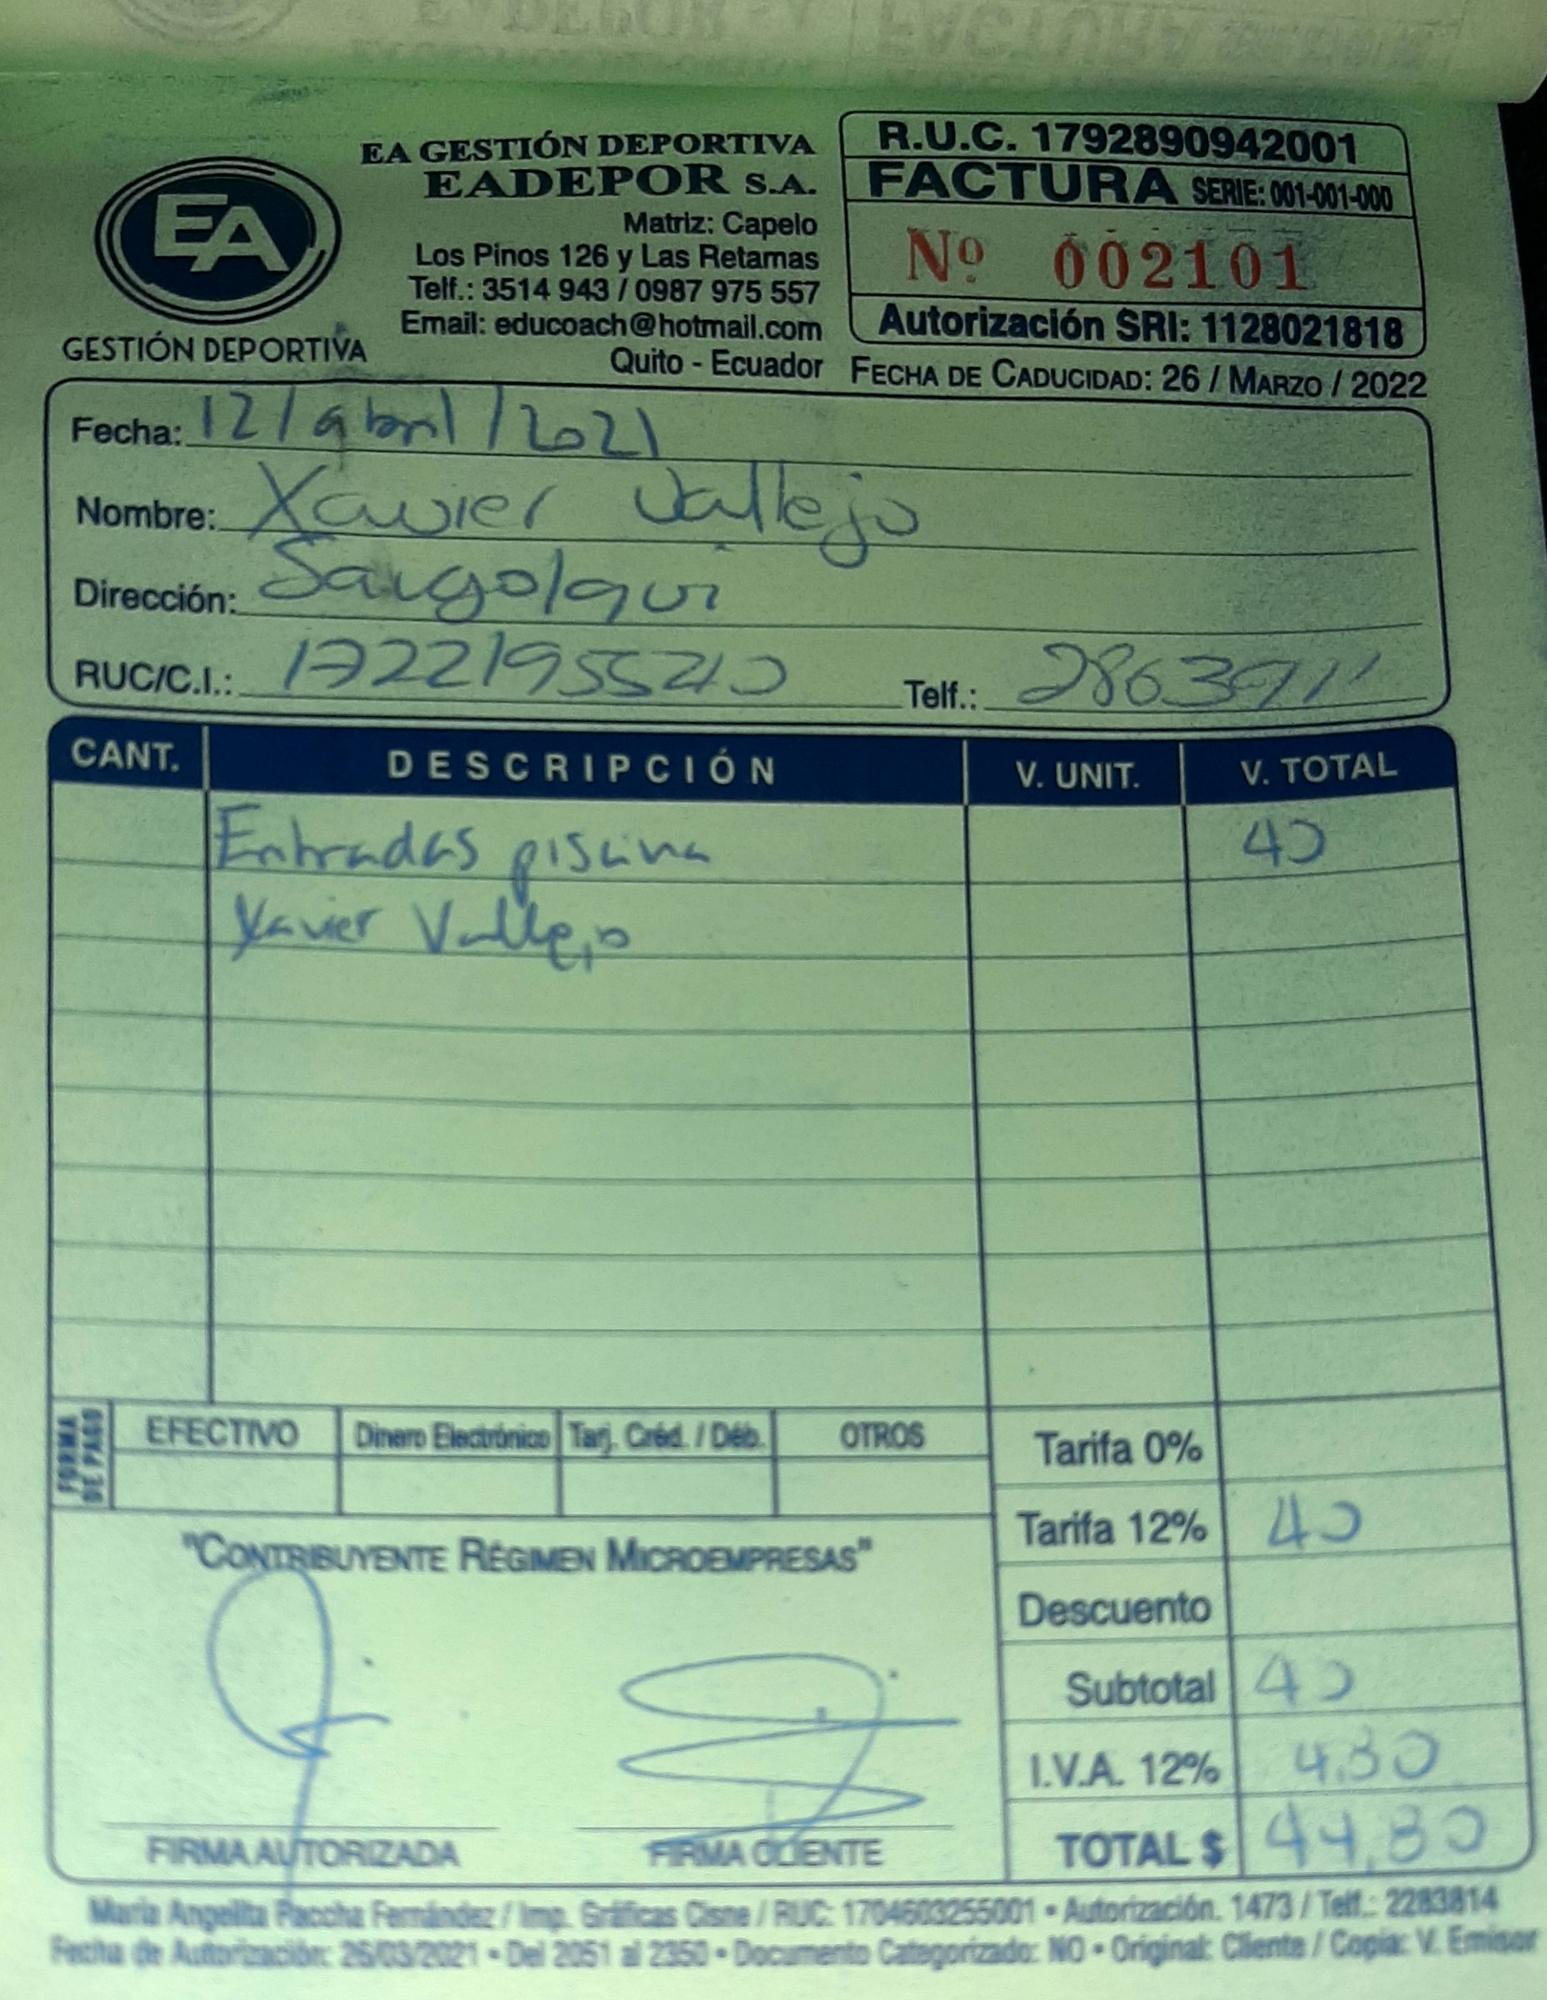 EA GESTIÓN DEPORTIVA
EADEPOR S.A.
Matriz: Capelo
Los Pinos 126 y Las Retamas
Telf.: 3514 943 / 0987 975 557
Email: educoach@hotmail.com
Quito - Ecuador
EA
GESTIÓN DEPORTIVA
R.U.C. 1792890942001
FACTURA SERIE: 001-001-000
Nº 002101
Autorización SRI: 1128021818
FECHA DE CADUCIDAD: 26 / MARZO / 2022
Fecha: 12/abril/2021
Nombre: Xavier Vallejo
Dirección: Sangolqui
RUC/C.I.: Telf.:
CANT. DESCRIPCIÓN V. UNIT. V. TOTAL
Entradas piscina 40
Xavier Vallejo
FORMA DE PAGO EFECTIVO Dinero Electrónico Tarj. Créd. / Déb. OTROS
Tarifa 0%
Tarifa 12% 40
Descuento
Subtotal 40
I.V.A. 12% 4.80
TOTAL $ 44,80
"CONTRIBUYENTE RÉGIMEN MICROEMPRESAS"
FIRMA AUTORIZADA FIRMA CLIENTE
María Angelita Paccha Fernández / Imp. Gráficas Cisne / RUC: 1704603255001 • Autorización. 1473 / Telf.: 2283814
Fecha de Autorización: 26/03/2021 • Del 2051 al 2350 • Documento Categorizado: NO • Original: Cliente / Copia: V. Emisor